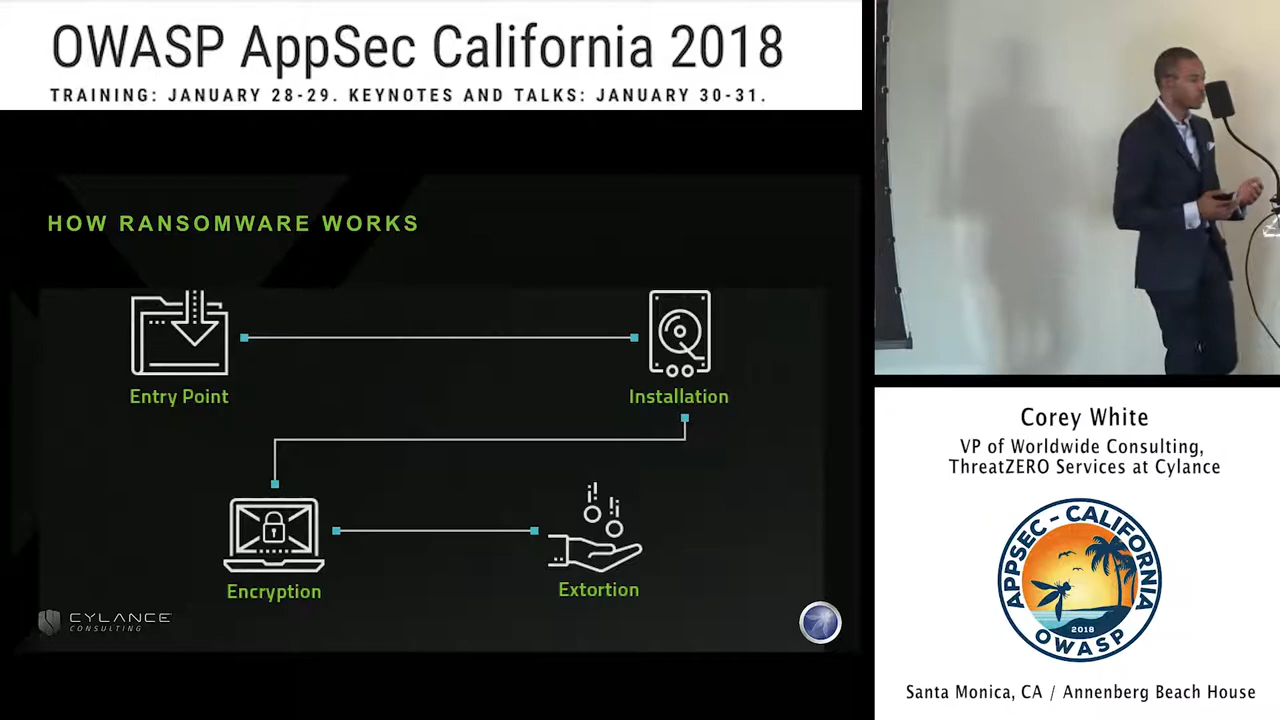 OWASP AppSec California 2018
TRAINING: JANUARY 28-29. KEYNOTES AND TALKS: JANUARY 30-31.
HOW RANSOMWARE WORKS
Entry Point
Installation
Encryption
Extortion
CYLANCE
CONSULTING
Corey White
VP of Worldwide Consulting,
ThreatZERO Services at Cylance
APPSEC - CALIFORNIA
2018
OWASP
Santa Monica, CA / Annenberg Beach House